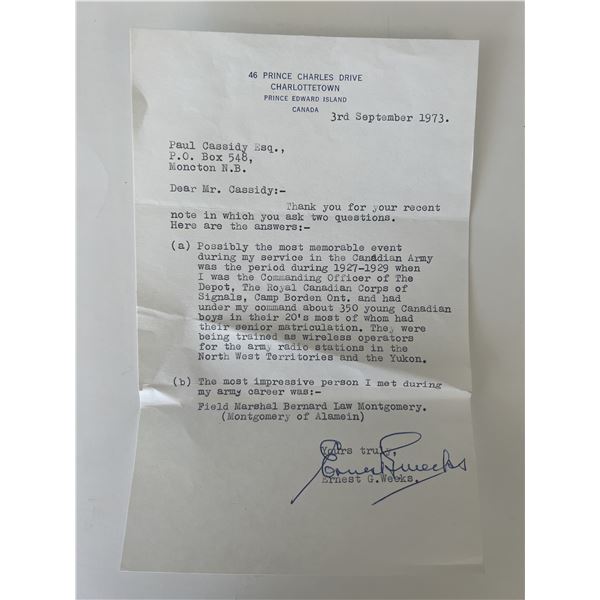 46 PRINCE CHARLES DRIVE
CHARLOTTETOWN
PRINCE EDWARD ISLAND
CANADA
3rd September 1973.
Paul Cassidy Esq.,
P.O. Box 548,
Moncton N.B.
Dear Mr. Cassidy:-
Thank you for your recent
note in which you ask two questions.
Here are the answers:-
(a) Possibly the most memorable event
during my service in the Canadian Army
was the period during 1927-1929 when
I was the Commanding Officer of The
Depot, The Royal Canadian Corps of
Signals, Camp Borden Ont. and had
under my command about 350 young Canadian
boys in their 20's most of whom had
their senior matriculation. They were
being trained as wireless operators
for the army radio stations in the
North West Territories and the Yukon.
(b) The most impressive person I met during
my army career was:-
Field Marshal Bernard Law Montgomery.
(Montgomery of Alamein)
Yours truly,
Ernest G Weeks
Ernest G.Weeks.